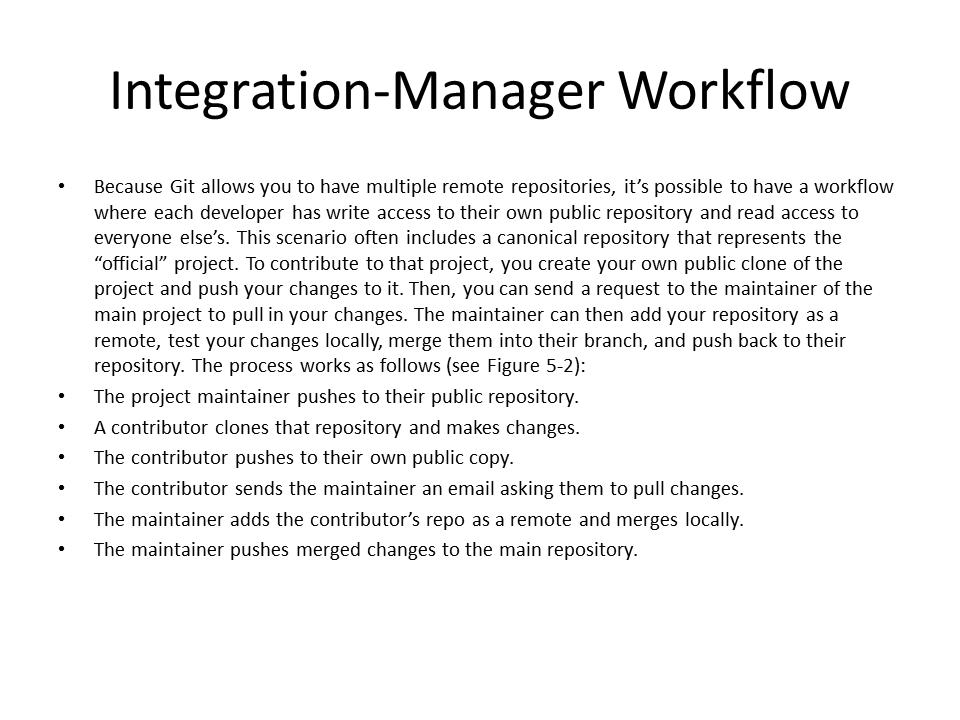 Integration-Manager Workflow
• Because Git allows you to have multiple remote repositories, it’s possible to have a workflow
where each developer has write access to their own public repository and read access to
everyone else’s. This scenario often includes a canonical repository that represents the
“official” project. To contribute to that project, you create your own public clone of the
project and push your changes to it. Then, you can send a request to the maintainer of the
main project to pull in your changes. The maintainer can then add your repository as a
remote, test your changes locally, merge them into their branch, and push back to their
repository. The process works as follows (see Figure 5-2):
• The project maintainer pushes to their public repository.
• A contributor clones that repository and makes changes.
• The contributor pushes to their own public copy.
• The contributor sends the maintainer an email asking them to pull changes.
• The maintainer adds the contributor’s repo as a remote and merges locally.
• The maintainer pushes merged changes to the main repository.